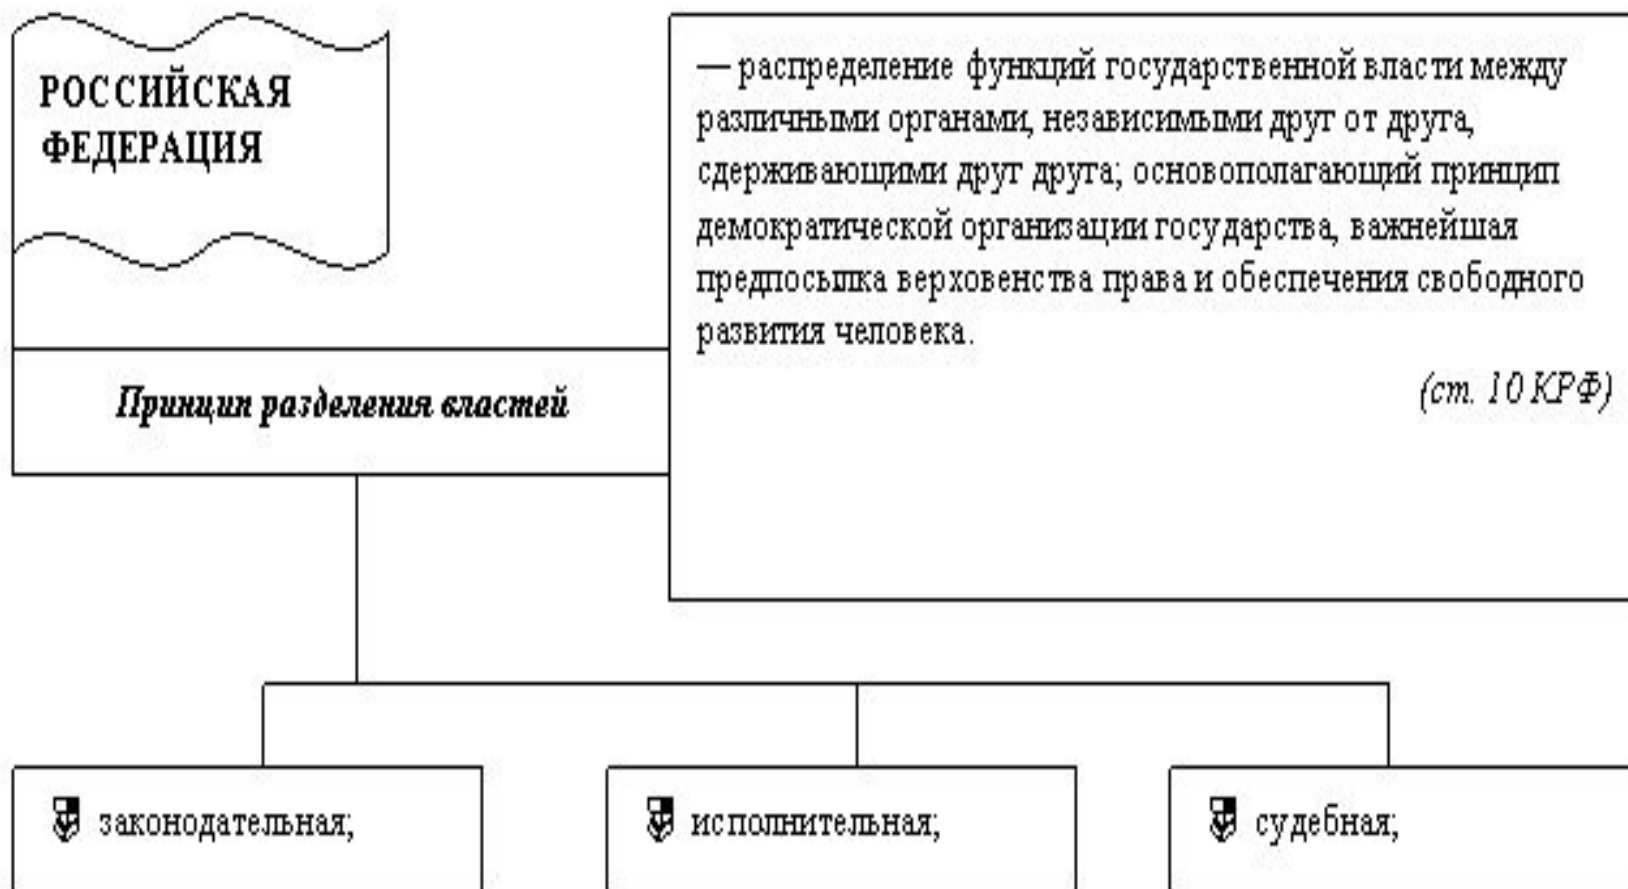 РОССИЙСКАЯ
ФЕДЕРАЦИЯ
— распределение функций государственной власти между
различными органами, независимыми друг от друга,
сдерживающими друг друга; основополагающий принцип
демократической организации государства, важнейшая
предпосылка верховенства права и обеспечения свободного
развития человека.
(ст. 10 КРФ)
Принцип разделения властей
законодательная;
исполнительная;
судебная;